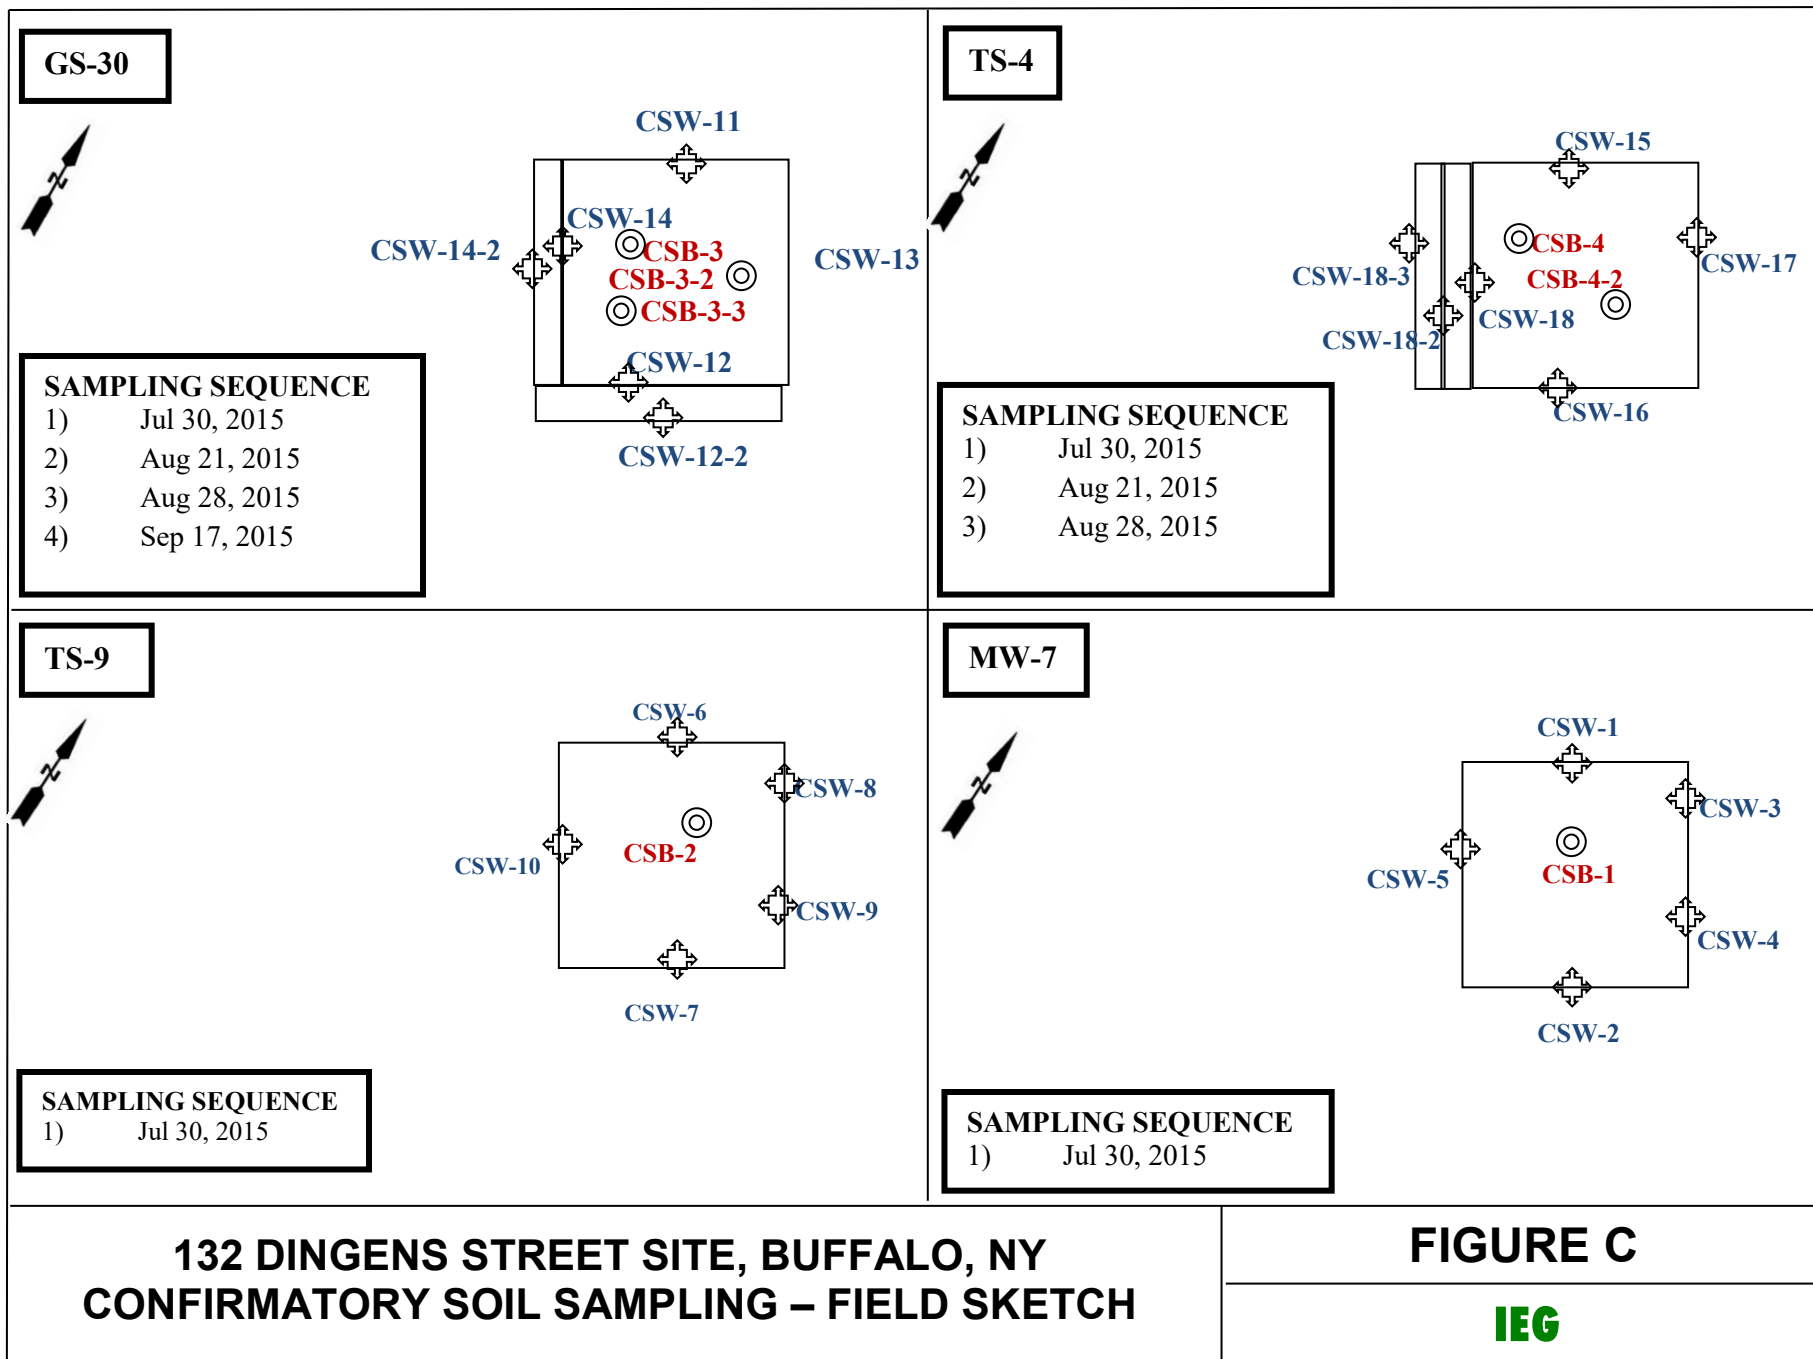 GS-30
CSW-11
CSW-14
CSW-14-2
CSB-3
CSW-13
CSB-3-2
CSB-3-3
CSW-12
CSW-12-2
SAMPLING SEQUENCE
1) Jul 30, 2015
2) Aug 21, 2015
3) Aug 28, 2015
4) Sep 17, 2015
N
TS-4
CSW-15
CSB-4
CSW-17
CSW-18-3
CSB-4-2
CSW-18
CSW-18-2
CSW-16
SAMPLING SEQUENCE
1) Jul 30, 2015
2) Aug 21, 2015
3) Aug 28, 2015
N
TS-9
CSW-6
CSW-8
CSB-2
CSW-10
CSW-9
CSW-7
SAMPLING SEQUENCE
1) Jul 30, 2015
N
MW-7
CSW-1
CSW-3
CSB-1
CSW-5
CSW-4
CSW-2
SAMPLING SEQUENCE
1) Jul 30, 2015
N
132 DINGENS STREET SITE, BUFFALO, NY
CONFIRMATORY SOIL SAMPLING – FIELD SKETCH
FIGURE C
IEG